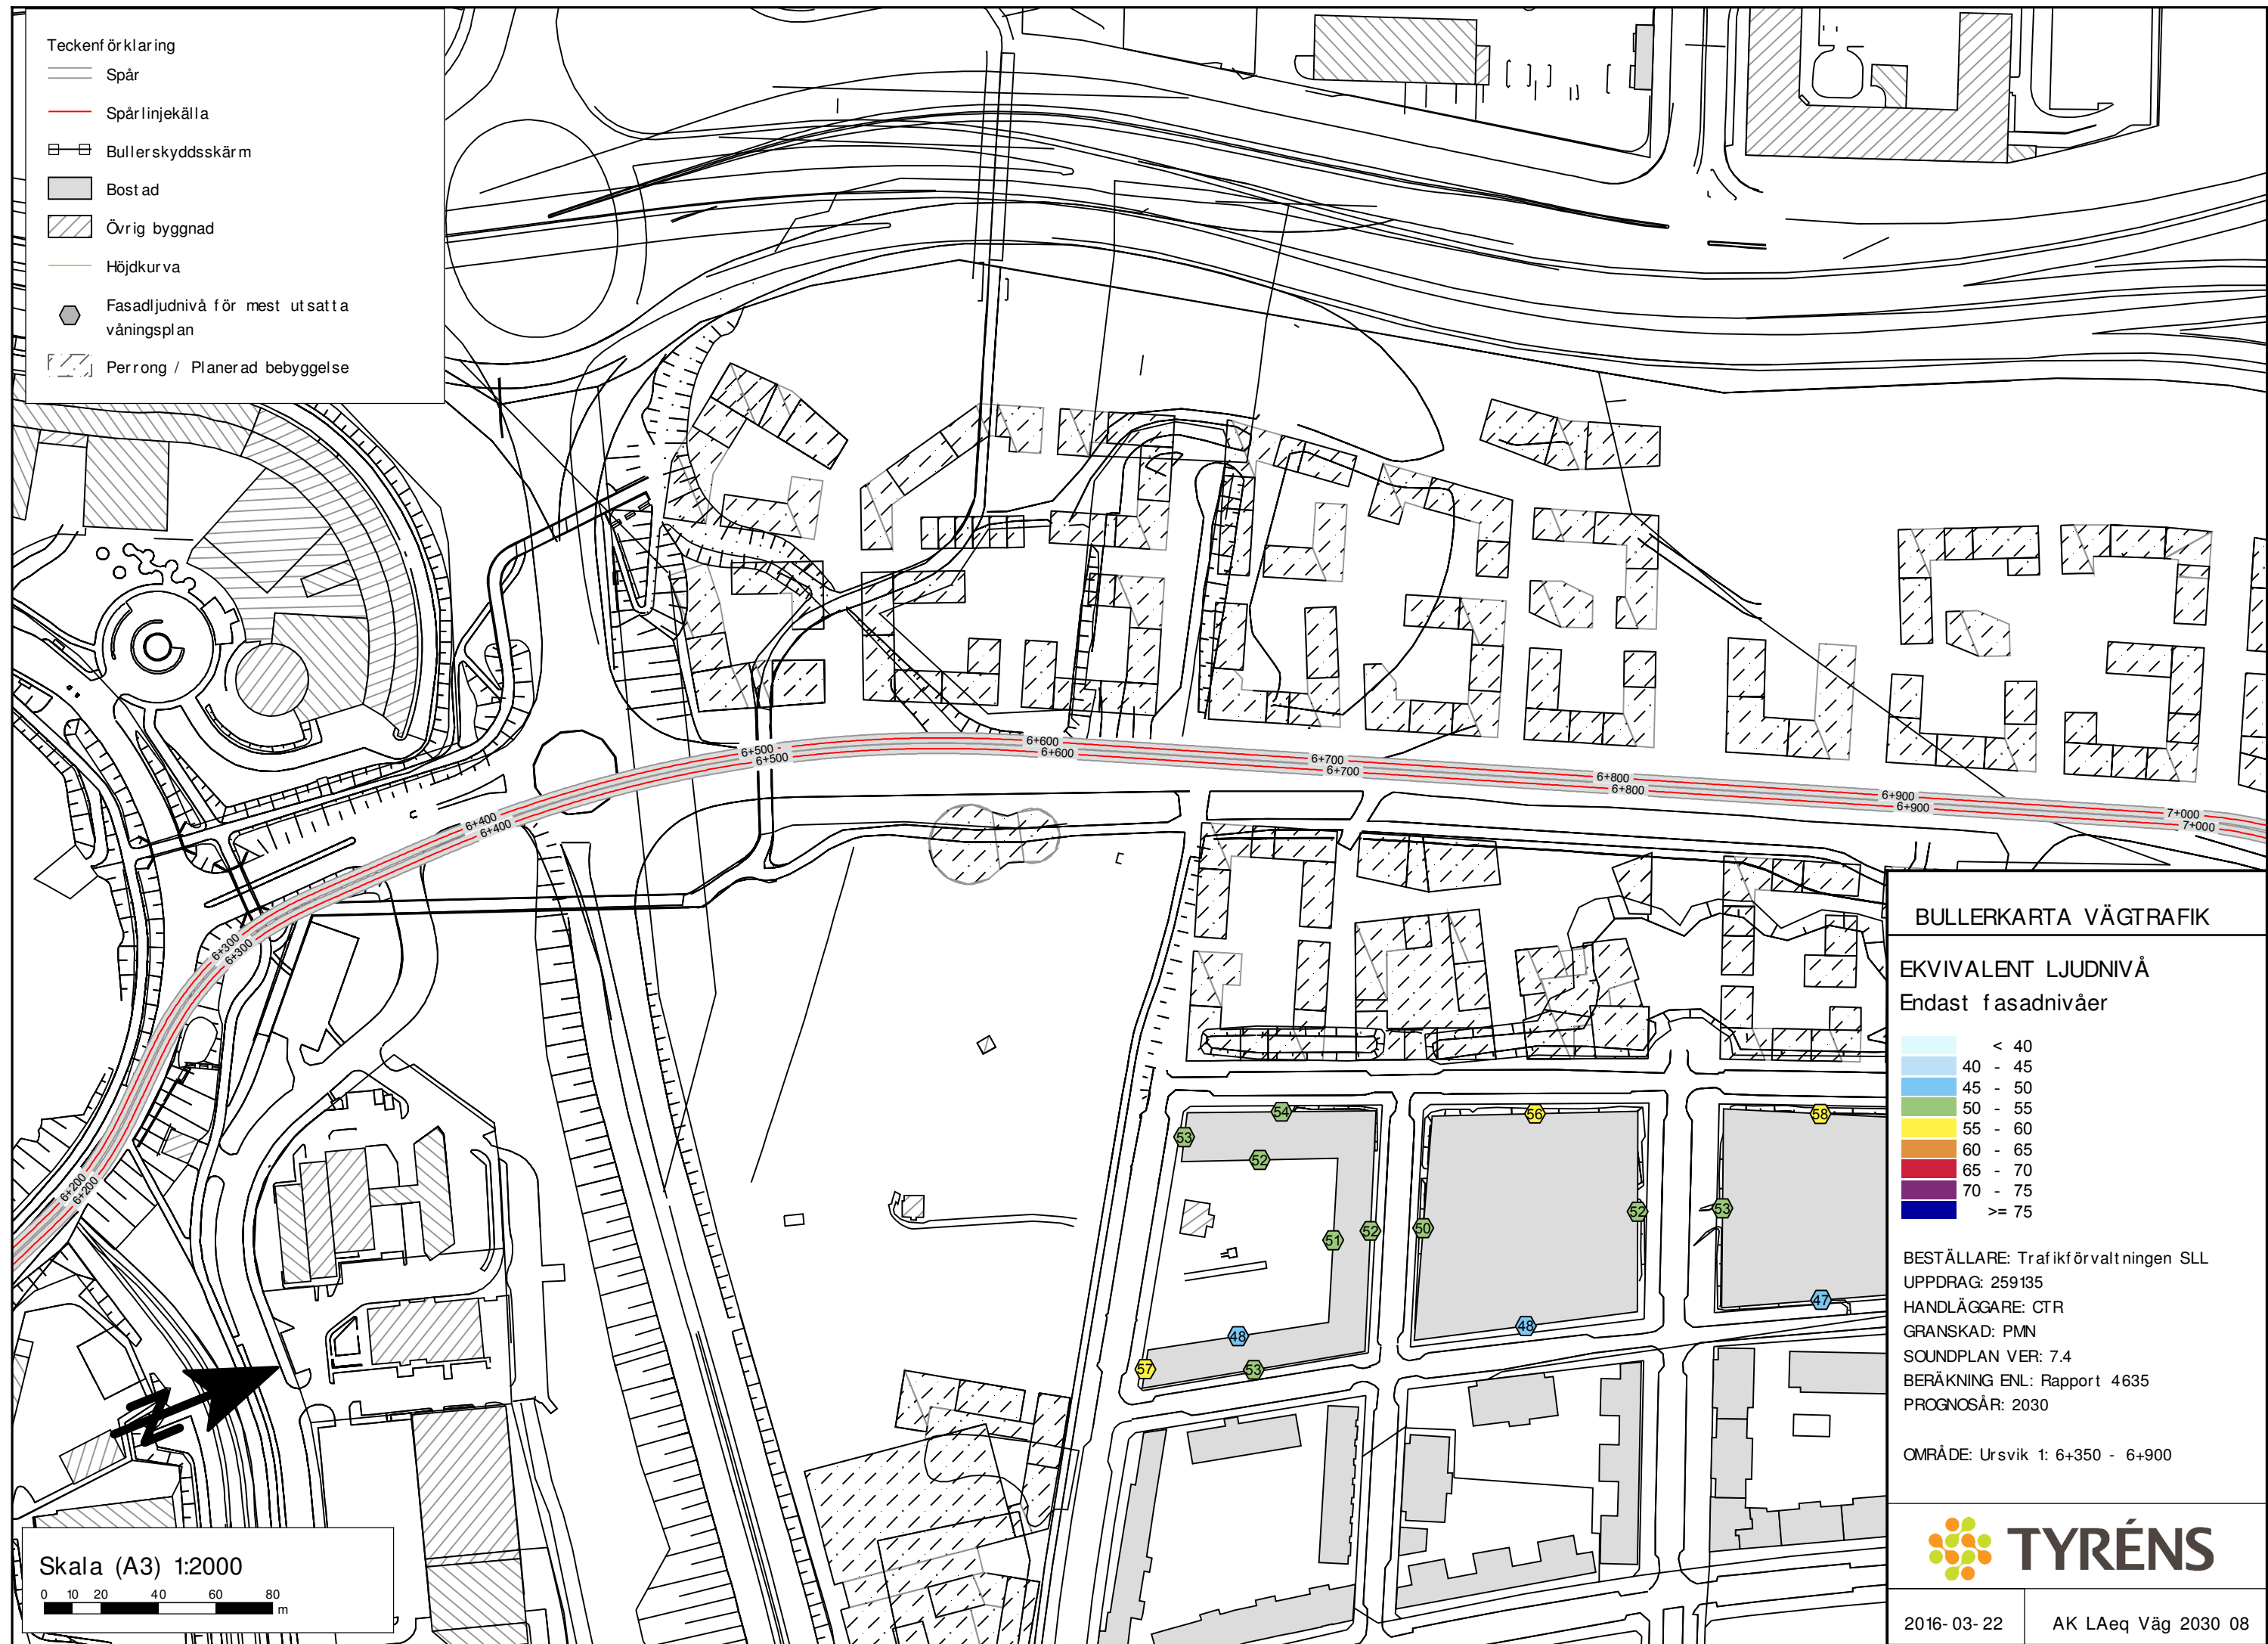 Teckenförklaring
Spår
Spårlinjekälla
Bullerskyddsskärm
Bostad
Övrig byggnad
Höjdkurva
Fasadljudnivå för mest utsatta
våningsplan
Perrong / Planerad bebyggelse
6+500
6+500
6+600
6+600
6+700
6+700
6+800
6+800
6+900
6+900
7+000
7+000
6+400
6+400
6+300
6+300
6+200
6+200
54
53
52
51
52
48
57
53
56
50
52
48
58
53
47
Z
Skala (A3) 1:2000
0 10 20 40 60 80
m
BULLERKARTA VÄGTRAFIK
EKVIVALENT LJUDNIVÅ
Endast fasadnivåer
< 40
40 - 45
45 - 50
50 - 55
55 - 60
60 - 65
65 - 70
70 - 75
>= 75
BESTÄLLARE: Trafikförvaltningen SLL
UPPDRAG: 259135
HANDLÄGGARE: CTR
GRANSKAD: PMN
SOUNDPLAN VER: 7.4
BERÄKNING ENL: Rapport 4635
PROGNOSÅR: 2030
OMRÅDE: Ursvik 1: 6+350 - 6+900
TYRÉNS
2016-03-22
AK LAeq Väg 2030 08